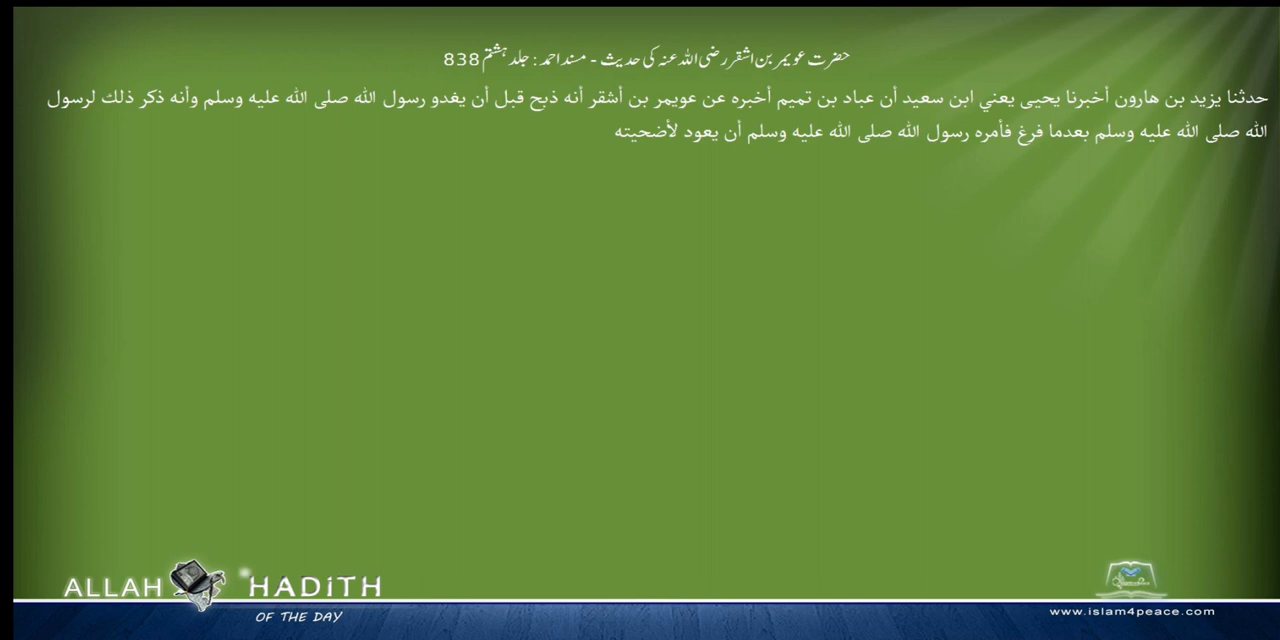 حضرت عویمر بن اشقر رضی اللہ عنہ کی حدیث - مسند احمد : جلد ہشتم 838
حدثنا يزيد بن هارون أخبرنا يحيى يعني ابن سعيد أن عباد بن تميم أخبره عن عويمر بن أشقر أنه ذبح قبل أن يغدو رسول الله صلى الله عليه وسلم وأنه ذكر ذلك لرسول
الله صلى الله عليه وسلم بعدما فرغ فأمره رسول الله صلى الله عليه وسلم أن يعود لأضحيته
ALLAH HADITH
OF THE DAY
www.islam4peace.com